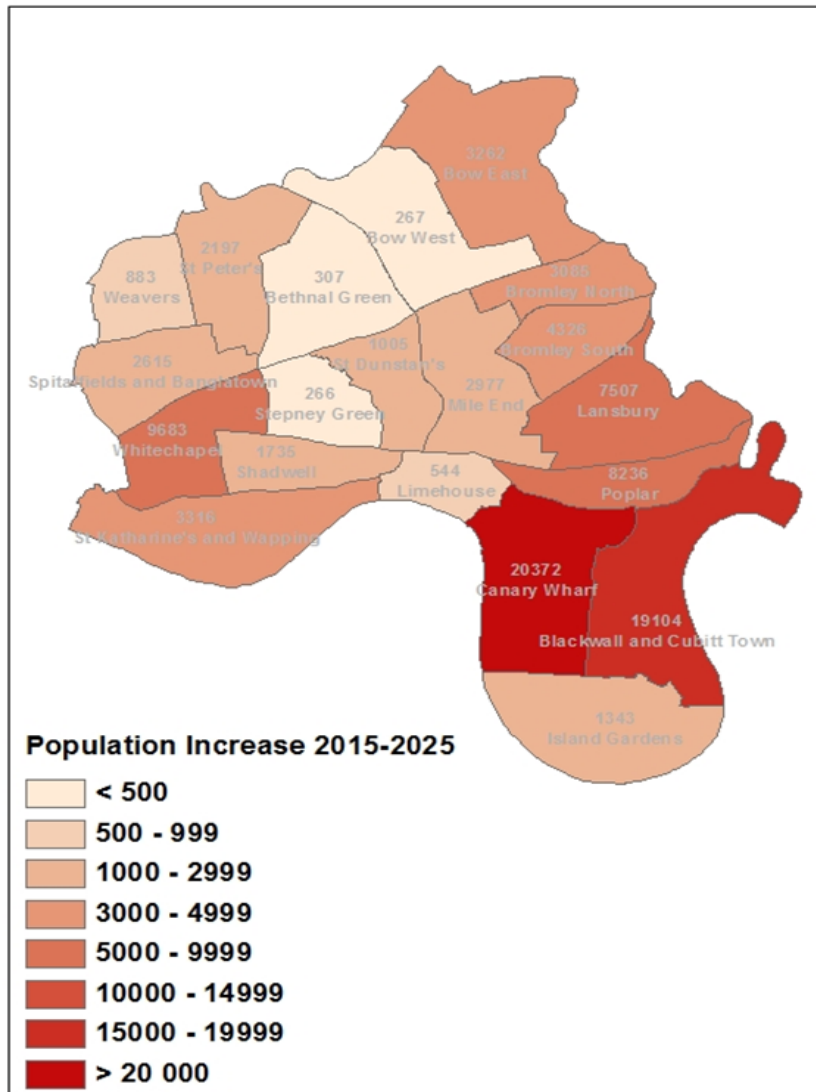 3262
Bow East
267
Bow West
2197
St Peter's
883
Weavers
307
Bethnal Green
3085
Bromley North
4326
Bromley South
1005
St Dunstan's
2615
Spitalfields and Banglatown
2977
Mile End
7507
Lansbury
266
Stepney Green
9683
Whitechapel
1735
Shadwell
544
Limehouse
8236
Poplar
3316
St Katharine's and Wapping
20372
Canary Wharf
19104
Blackwall and Cubitt Town
1343
Island Gardens
Population Increase 2015-2025
< 500
500 - 999
1000 - 2999
3000 - 4999
5000 - 9999
10000 - 14999
15000 - 19999
> 20 000